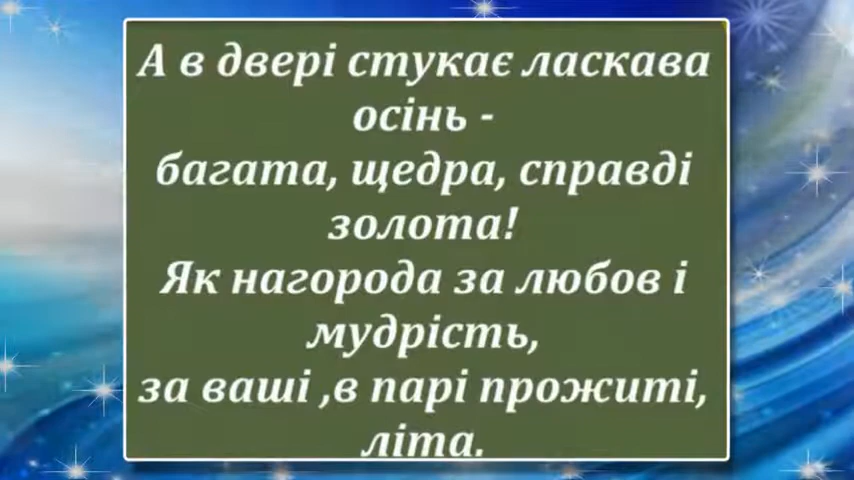 А в двері стукає ласкава
осінь -
багата, щедра, справді
золота!
Як нагорода за любов і
мудрість,
за ваші ,в парі прожиті,
літа.